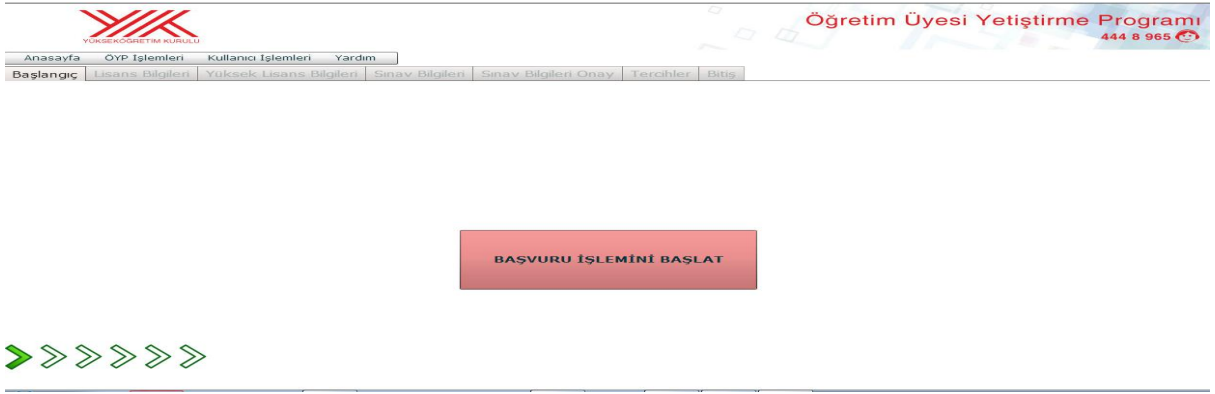 YÜKSEKÖĞRETİM KURULU
Öğretim Üyesi Yetiştirme Programı
444 8 965
Anasayfa ÖYP İşlemleri Kullanıcı İşlemleri Yardım
Başlangıç Lisans Bilgileri Yüksek Lisans Bilgileri Sınav Bilgileri Sınav Bilgileri Onay Tercihler Bitiş
BAŞVURU İŞLEMİNİ BAŞLAT